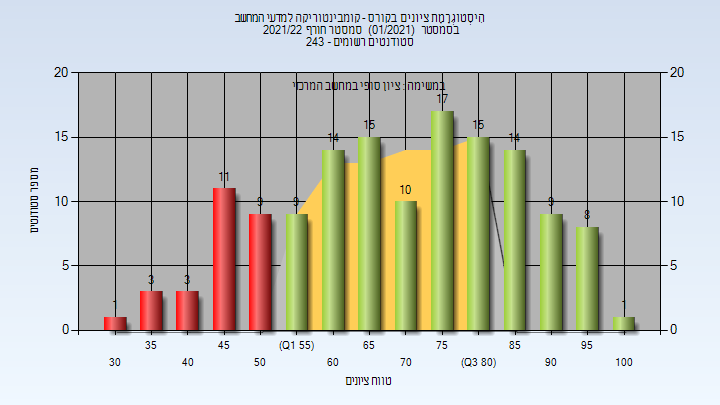 היסטוגרמת ציונים בקורס - קומבינטוריקה למדעי המחשב
בסמסטר (01/2021) סמסטר חורף 2021/22
סטודנטים רשומים - 243
במשימה : ציון סופי במחשב המרכזי
מספר סטודנטים
20 20
15 15
10 10
5 5
0 0
1 3 3 11 9 9 14 15 10 17 15 14 9 8 1
35 45 (Q1 55) 65 75 85 95
30 40 50 60 70 (Q3 80) 90 100
טווח ציונים